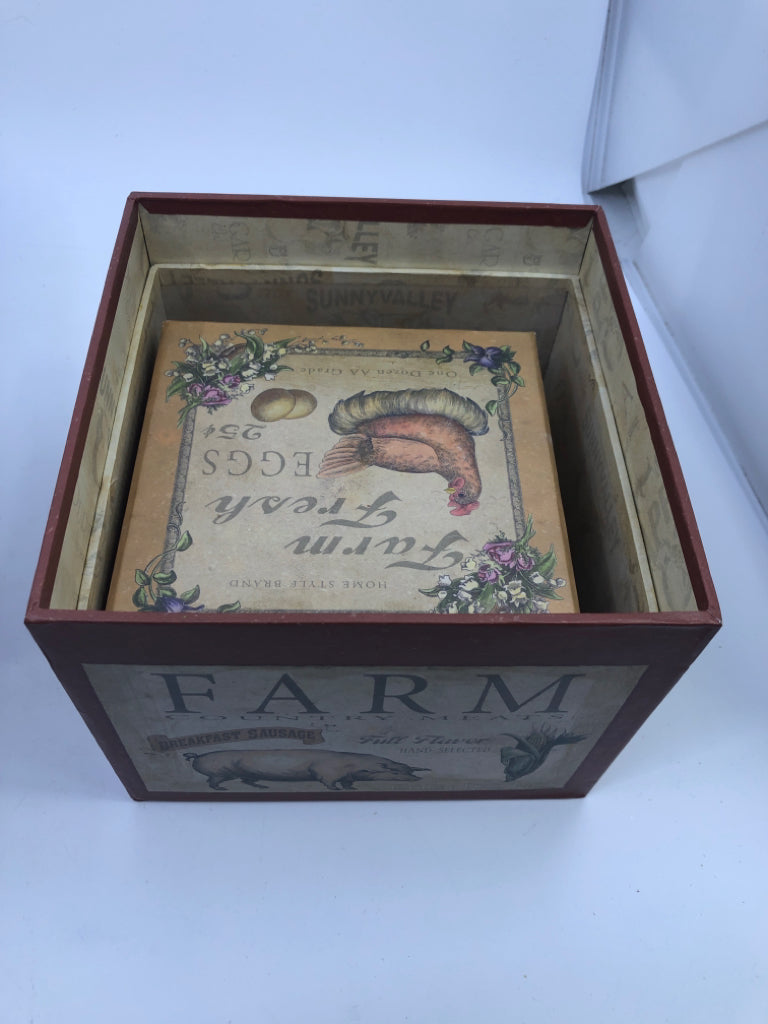 SUNNYVALLEY
HOME STYLE BRAND
Farm
Fresh
EGGS
25¢
One Dozen AA Grade
FARM
COUNTRY MEATS
BREAKFAST SAUSAGE
Full Flavor
HAND-SELECTED